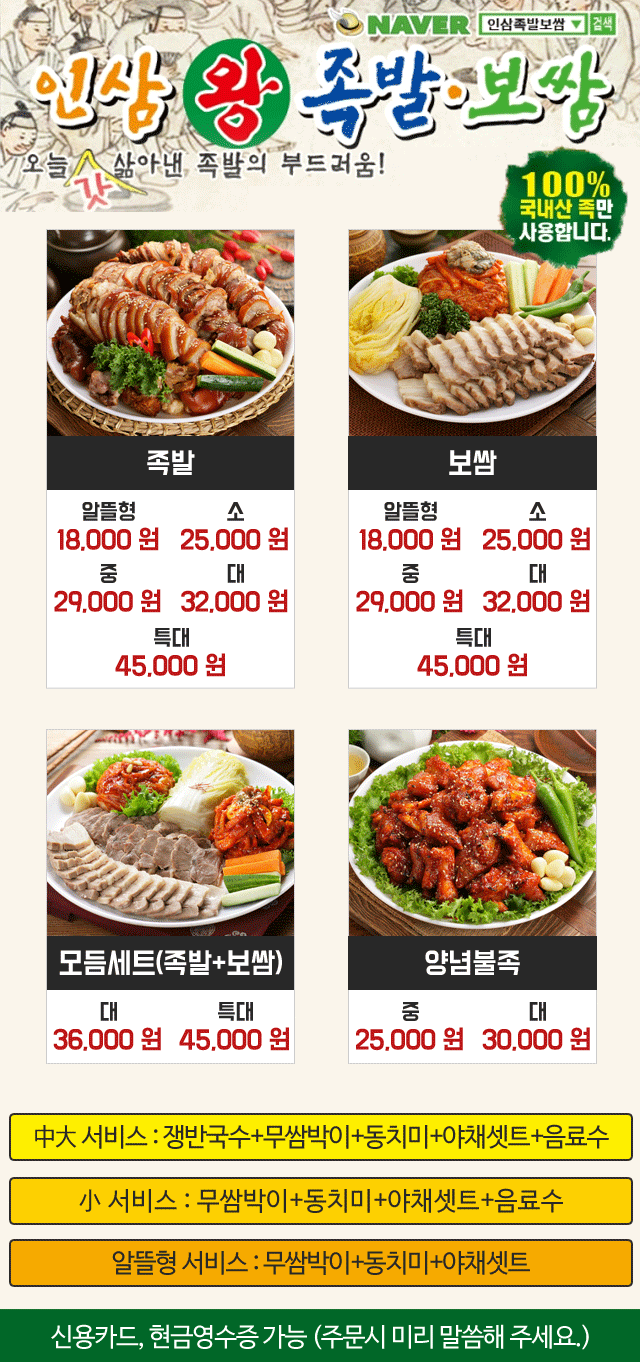 NAVER 인삼족발보쌈 ▼ 검색
인삼 왕 족발·보쌈
오늘 갓 삶아낸 족발의 부드러움!
100%
국내산 족만
사용합니다.
족발
알뜰형 소
18,000 원 25,000 원
중 대
29,000 원 32,000 원
특대
45,000 원
보쌈
알뜰형 소
18,000 원 25,000 원
중 대
29,000 원 32,000 원
특대
45,000 원
모듬세트(족발+보쌈)
대 특대
36,000 원 45,000 원
양념불족
중 대
25,000 원 30,000 원
中大 서비스 : 쟁반국수+무쌈박이+동치미+야채셋트+음료수
小 서비스 : 무쌈박이+동치미+야채셋트+음료수
알뜰형 서비스 : 무쌈박이+동치미+야채셋트
신용카드, 현금영수증 가능 (주문시 미리 말씀해 주세요.)